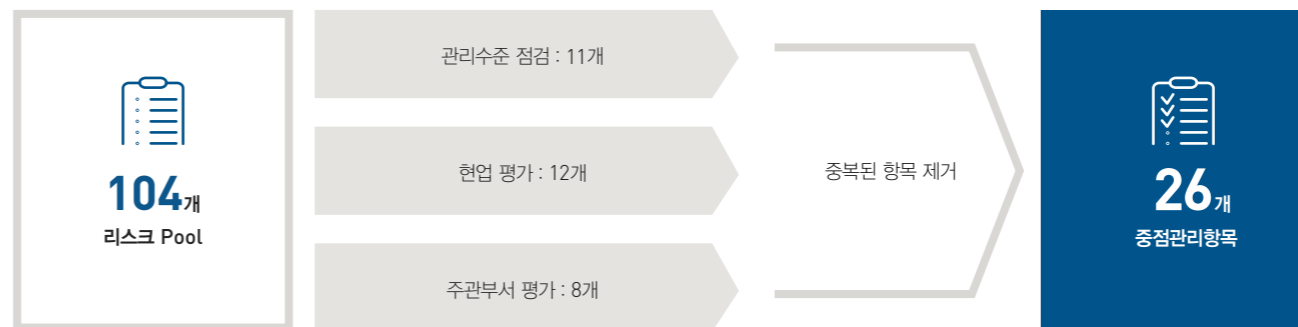 104개
리스크 Pool
관리수준 점검 : 11개
현업 평가 : 12개
주관부서 평가 : 8개
중복된 항목 제거
26개
중점관리항목